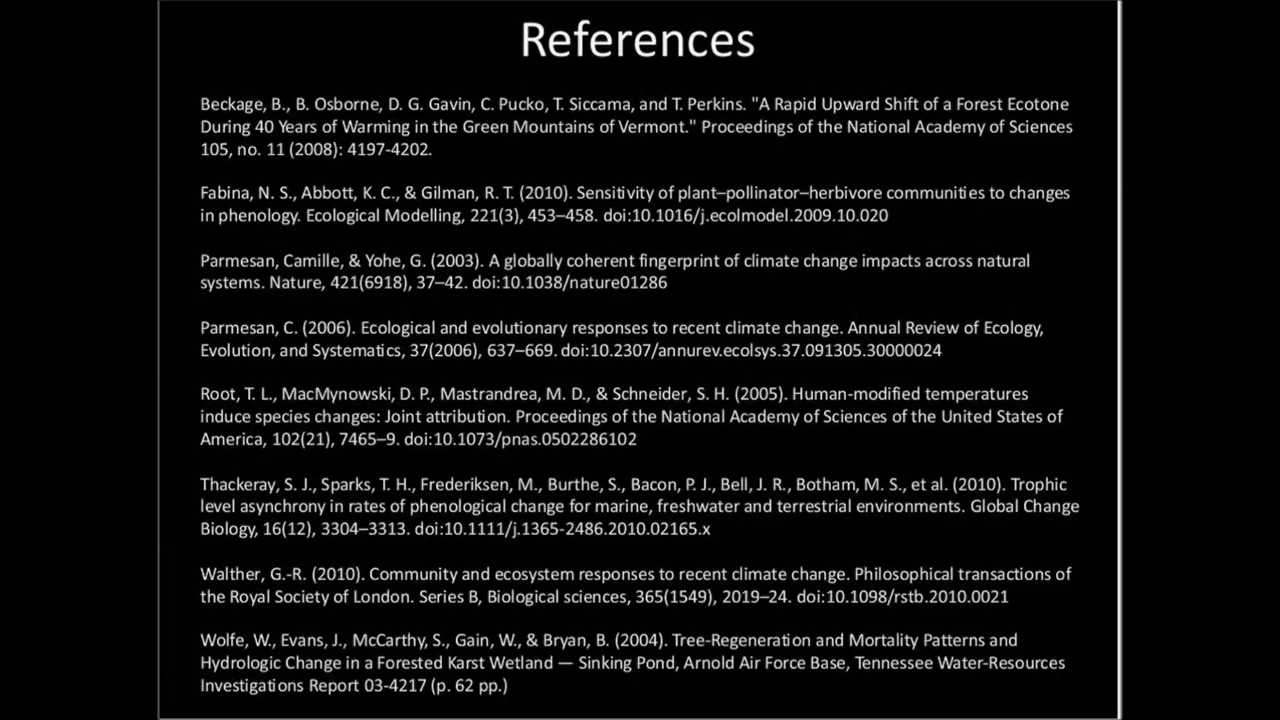 References
Beckage, B., B. Osborne, D. G. Gavin, C. Pucko, T. Siccama, and T. Perkins. "A Rapid Upward Shift of a Forest Ecotone
During 40 Years of Warming in the Green Mountains of Vermont." Proceedings of the National Academy of Sciences
105, no. 11 (2008): 4197-4202.
Fabina, N. S., Abbott, K. C., & Gilman, R. T. (2010). Sensitivity of plant–pollinator–herbivore communities to changes
in phenology. Ecological Modelling, 221(3), 453–458. doi:10.1016/j.ecolmodel.2009.10.020
Parmesan, Camille, & Yohe, G. (2003). A globally coherent fingerprint of climate change impacts across natural
systems. Nature, 421(6918), 37–42. doi:10.1038/nature01286
Parmesan, C. (2006). Ecological and evolutionary responses to recent climate change. Annual Review of Ecology,
Evolution, and Systematics, 37(2006), 637–669. doi:10.2307/annurev.ecolsys.37.091305.30000024
Root, T. L., MacMynowski, D. P., Mastrandrea, M. D., & Schneider, S. H. (2005). Human-modified temperatures
induce species changes: Joint attribution. Proceedings of the National Academy of Sciences of the United States of
America, 102(21), 7465–9. doi:10.1073/pnas.0502286102
Thackeray, S. J., Sparks, T. H., Frederiksen, M., Burthe, S., Bacon, P. J., Bell, J. R., Botham, M. S., et al. (2010). Trophic
level asynchrony in rates of phenological change for marine, freshwater and terrestrial environments. Global Change
Biology, 16(12), 3304–3313. doi:10.1111/j.1365-2486.2010.02165.x
Walther, G.-R. (2010). Community and ecosystem responses to recent climate change. Philosophical transactions of
the Royal Society of London. Series B, Biological sciences, 365(1549), 2019–24. doi:10.1098/rstb.2010.0021
Wolfe, W., Evans, J., McCarthy, S., Gain, W., & Bryan, B. (2004). Tree-Regeneration and Mortality Patterns and
Hydrologic Change in a Forested Karst Wetland — Sinking Pond, Arnold Air Force Base, Tennessee Water-Resources
Investigations Report 03-4217 (p. 62 pp.)